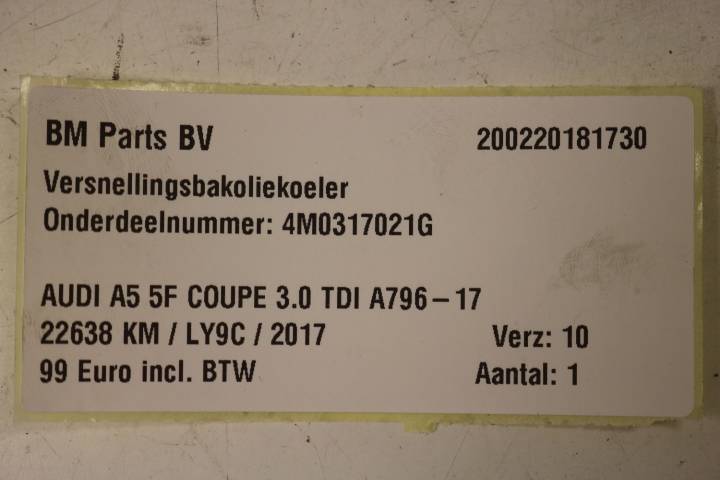 BM Parts BV 200220181730
Versnellingsbakoliekoeler
Onderdeelnummer: 4M0317021G
AUDI A5 5F COUPE 3.0 TDI A796-17
22638 KM / LY9C / 2017 Verz: 10
99 Euro incl. BTW Aantal: 1